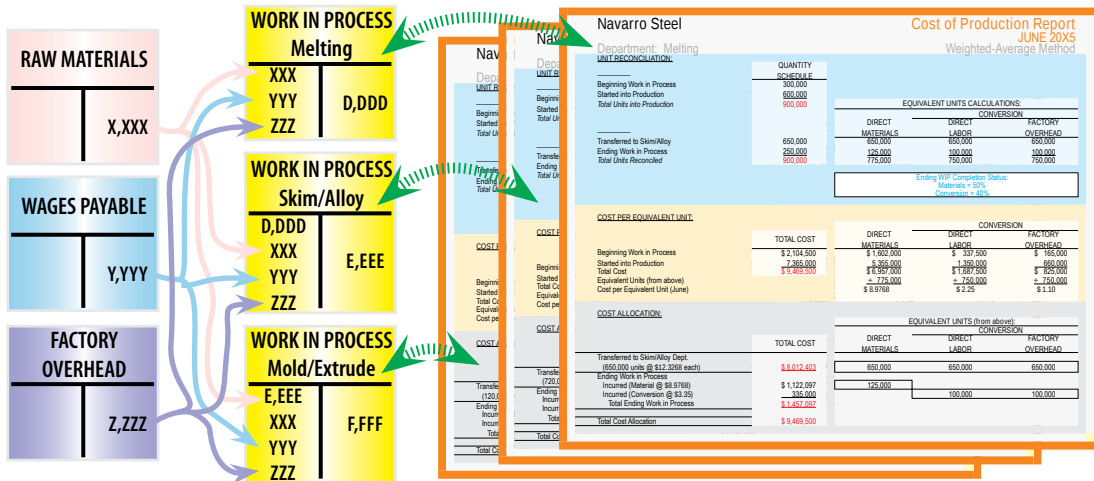 RAW MATERIALS
X,XXX
WAGES PAYABLE
Y,YYY
FACTORY
OVERHEAD
Z,ZZZ
WORK IN PROCESS
Melting
XXX
YYY
ZZZ
D,DDD
WORK IN PROCESS
Skim/Alloy
D,DDD
XXX
YYY
ZZZ
E,EEE
WORK IN PROCESS
Mold/Extrude
E,EEE
XXX
YYY
ZZZ
F,FFF
Navarro Steel Cost of Production Report
JUNE 20X5
Department: Melting Weighted-Average Method
UNIT RECONCILIATION:
QUANTITY
SCHEDULE
Beginning Work in Process 300,000
Started into Production 600,000
Total Units into Production 900,000
EQUIVALENT UNITS CALCULATIONS:
CONVERSION
DIRECT DIRECT FACTORY
MATERIALS LABOR OVERHEAD
Transferred to Skim/Alloy 650,000 650,000 650,000 650,000
Ending Work in Process 250,000 125,000 100,000 100,000
Total Units Reconciled 900,000 775,000 750,000 750,000
Ending WIP Completion Status:
Materials = 50%
Conversion = 40%
COST PER EQUIVALENT UNIT:
CONVERSION
DIRECT DIRECT FACTORY
TOTAL COST MATERIALS LABOR OVERHEAD
Beginning Work in Process $ 2,104,500 $ 1,602,000 $ 337,500 $ 165,000
Started into Production 7,365,000 5,355,000 1,350,000 660,000
Total Cost $ 9,469,500 $ 6,957,000 $ 1,687,500 $ 825,000
Equivalent Units (from above) ÷ 775,000 ÷ 750,000 ÷ 750,000
Cost per Equivalent Unit (June) $ 8.9768 $ 2.25 $ 1.10
COST ALLOCATION:
EQUIVALENT UNITS (from above):
CONVERSION
DIRECT DIRECT FACTORY
TOTAL COST MATERIALS LABOR OVERHEAD
Transferred to Skim/Alloy Dept.
(650,000 units @ $12.3268 each) $ 8,012,403 650,000 650,000 650,000
Ending Work in Process
Incurred (Material @ $8.9768) $ 1,122,097 125,000
Incurred (Conversion @ $3.35) 335,000 100,000 100,000
Total Ending Work in Process $ 1,457,097
Total Cost Allocation $ 9,469,500